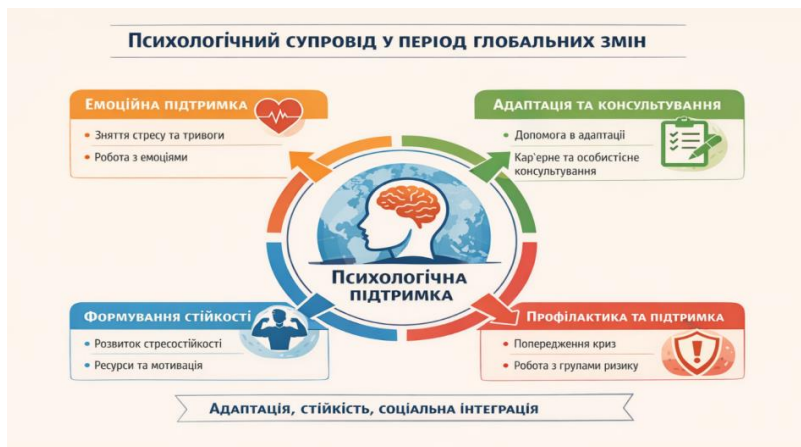 Психологічний супровід у період глобальних змін
Емоційна підтримка
• Зняття стресу та тривоги
• Робота з емоціями
Адаптація та консультування
• Допомога в адаптації
• Кар'єрне та особистісне
консультування
Психологічна
підтримка
Формування стійкості
• Розвиток стресостійкості
• Ресурси та мотивація
Профілактика та підтримка
• Попередження криз
• Робота з групами ризику
Адаптація, стійкість, соціальна інтеграція